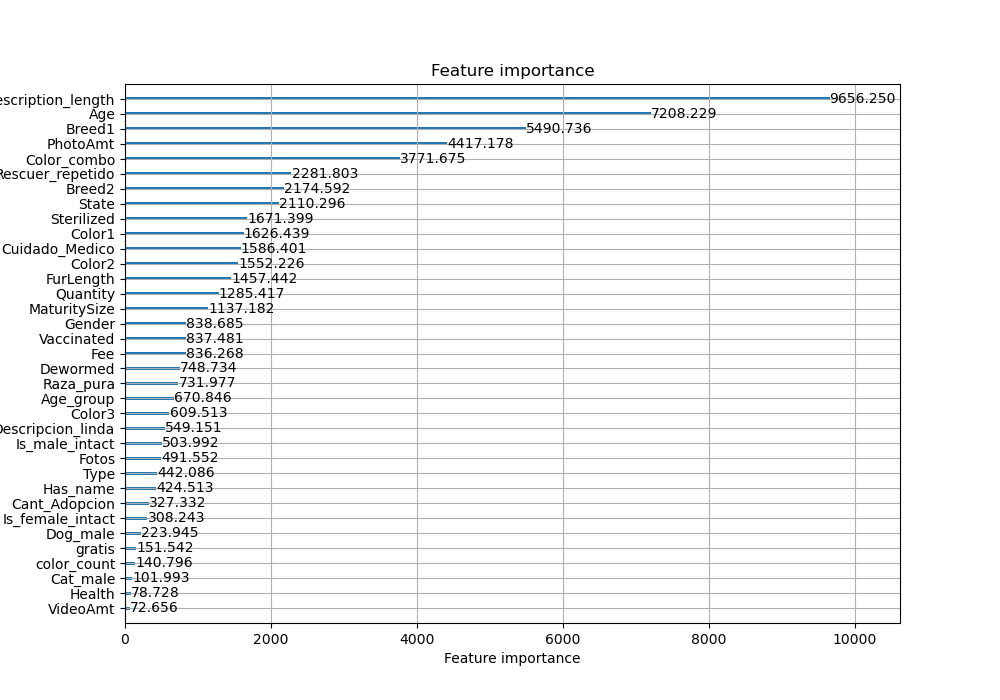 Feature importance
escription_length 9656.250
Age 7208.229
Breed1 5490.736
PhotoAmt 4417.178
Color_combo 3771.675
Rescuer_repetido 2281.803
Breed2 2174.592
State 2110.296
Sterilized 1671.399
Color1 1626.439
Cuidado_Medico 1586.401
Color2 1552.226
FurLength 1457.442
Quantity 1285.417
MaturitySize 1137.182
Gender 838.685
Vaccinated 837.481
Fee 836.268
Dewormed 748.734
Raza_pura 731.977
Age_group 670.846
Color3 609.513
Descripcion_linda 549.151
Is_male_intact 503.992
Fotos 491.552
Type 442.086
Has_name 424.513
Cant_Adopcion 327.332
Is_female_intact 308.243
Dog_male 223.945
gratis 151.542
color_count 140.796
Cat_male 101.993
Health 78.728
VideoAmt 72.656
0 2000 4000 6000 8000 10000
Feature importance